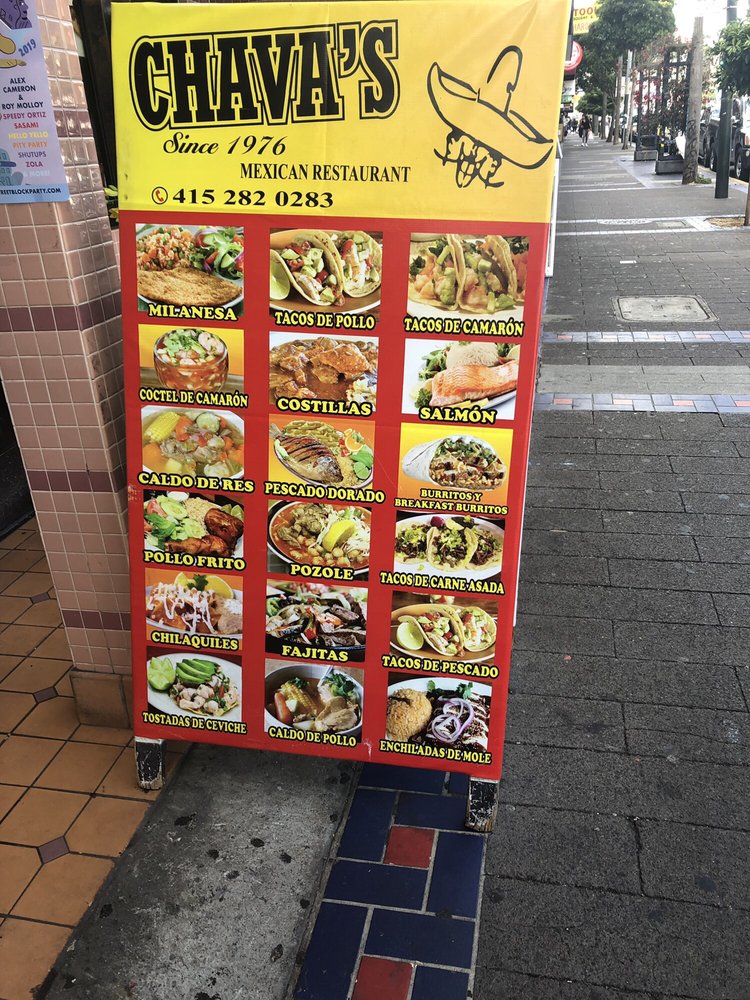 2019
ALEX
CAMERON
&
ROY MOLLOY
SPEEDY ORTIZ
SASAMI
HELLO YELLO
PITY PARTY
SHUTUPS
ZOLA
& MORE!
REETBLOCKPARTY.COM
CHAVA'S
Since 1976
MEXICAN RESTAURANT
415 282 0283
MILANESA
TACOS DE POLLO
TACOS DE CAMARÓN
COCTEL DE CAMARÓN
COSTILLAS
SALMÓN
CALDO DE RES
PESCADO DORADO
BURRITOS Y
BREAKFAST BURRITOS
POLLO FRITO
POZOLE
TACOS DE CARNE ASADA
CHILAQUILES
FAJITAS
TACOS DE PESCADO
TOSTADAS DE CEVICHE
CALDO DE POLLO
ENCHILADAS DE MOLE